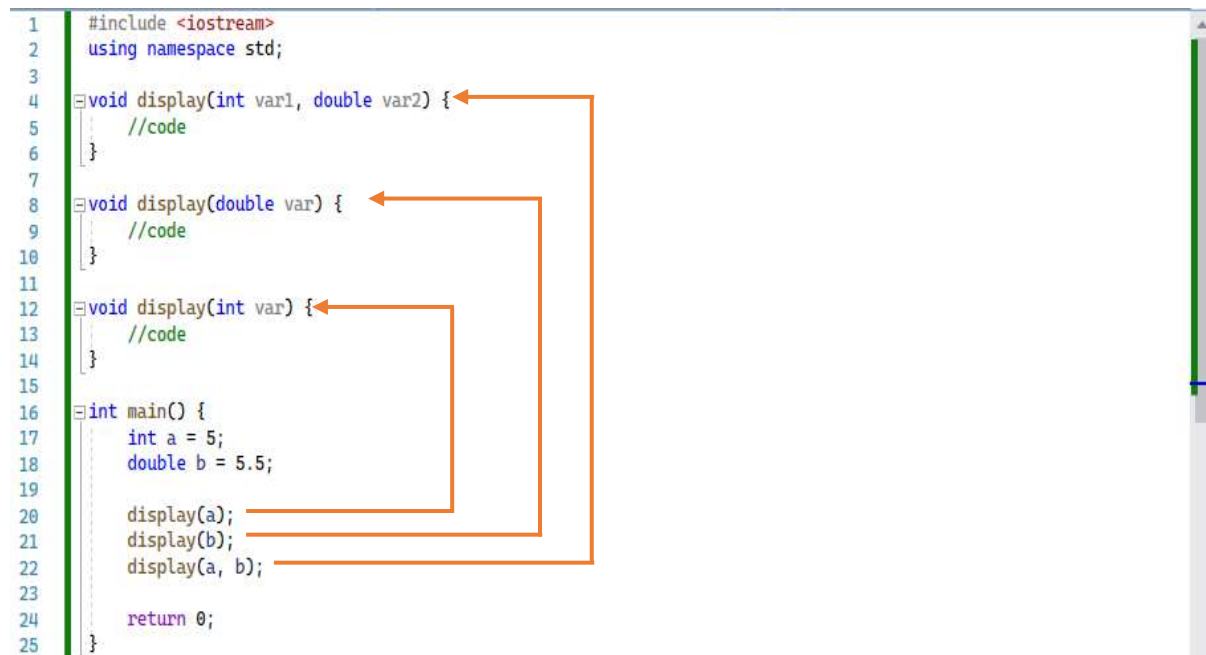 1 #include <iostream>
2 using namespace std;
3
4 void display(int var1, double var2) {
5 //code
6 }
7
8 void display(double var) {
9 //code
10 }
11
12 void display(int var) {
13 //code
14 }
15
16 int main() {
17 int a = 5;
18 double b = 5.5;
19
20 display(a);
21 display(b);
22 display(a, b);
23
24 return 0;
25 }